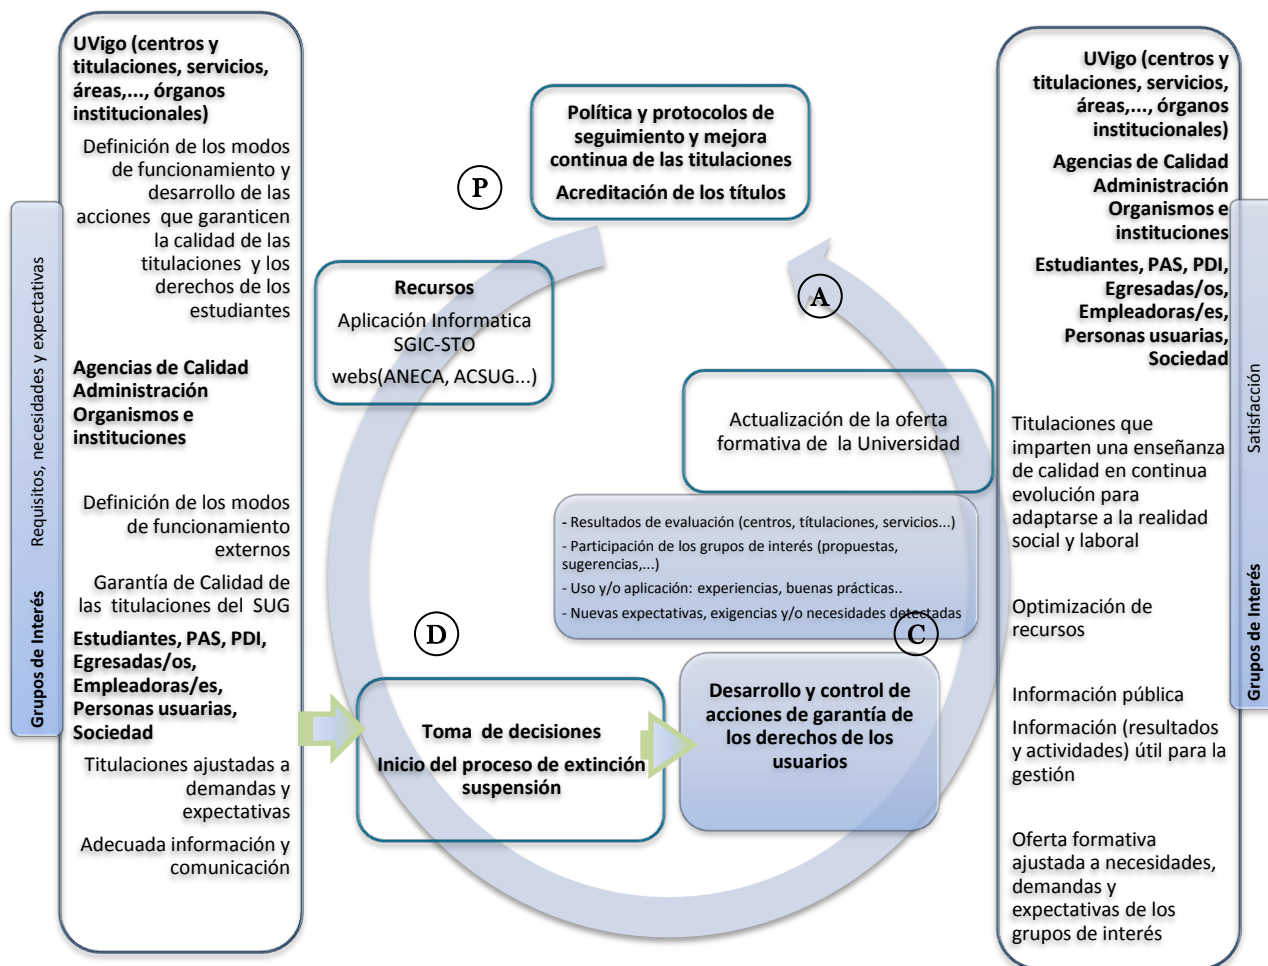 UVigo (centros y
titulaciones, servicios,
áreas,..., órganos
institucionales)
Definición de los modos
de funcionamiento y
desarrollo de las
acciones que garanticen
la calidad de las
titulaciones y los
derechos de los
estudiantes
Agencias de Calidad
Administración
Organismos e
instituciones
Definición de los modos
de funcionamiento
externos
Garantía de Calidad de
las titulaciones del SUG
Estudiantes, PAS, PDI,
Egresadas/os,
Empleadoras/es,
Personas usuarias,
Sociedad
Titulaciones ajustadas a
demandas y
expectativas
Adecuada información y
comunicación
Grupos de Interés Requisitos, necesidades y expectativas
P
Política y protocolos de
seguimiento y mejora
continua de las titulaciones
Acreditación de los títulos
Recursos
Aplicación Informatica
SGIC-STO
webs(ANECA, ACSUG...)
A
Actualización de la oferta
formativa de la Universidad
- Resultados de evaluación (centros, títulaciones, servicios...)
- Participación de los grupos de interés (propuestas,
sugerencias,...)
- Uso y/o aplicación: experiencias, buenas prácticas..
- Nuevas expectativas, exigencias y/o necesidades detectadas
D
C
Toma de decisiones
Inicio del proceso de extinción
suspensión
Desarrollo y control de
acciones de garantía de
los derechos de los
usuarios
UVigo (centros y
titulaciones, servicios,
áreas,..., órganos
institucionales)
Agencias de Calidad
Administración
Organismos e
instituciones
Estudiantes, PAS, PDI,
Egresadas/os,
Empleadoras/es,
Personas usuarias,
Sociedad
Titulaciones que
imparten una enseñanza
de calidad en continua
evolución para
adaptarse a la realidad
social y laboral
Optimización de
recursos
Información pública
Información (resultados
y actividades) útil para la
gestión
Oferta formativa
ajustada a necesidades,
demandas y
expectativas de los
grupos de interés
Grupos de Interés Satisfacción